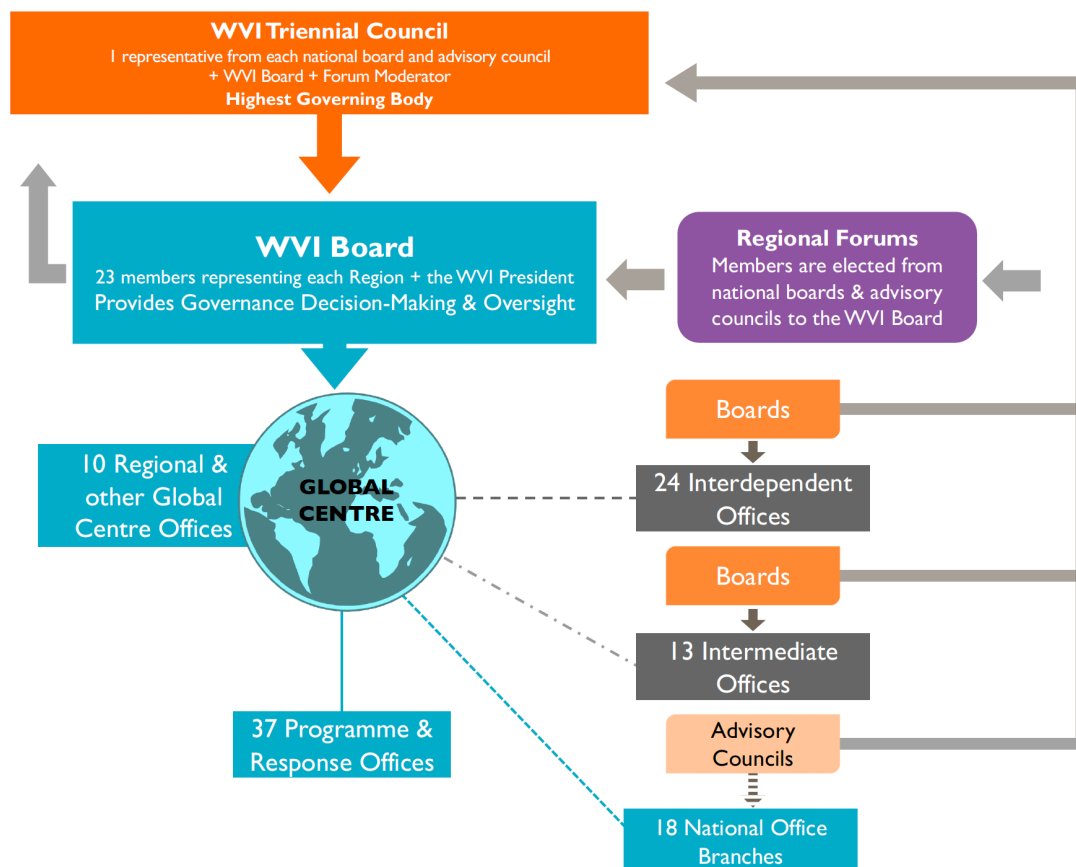 WVI Triennial Council
1 representative from each national board and advisory council
+ WVI Board + Forum Moderator
Highest Governing Body
WVI Board
23 members representing each Region + the WVI President
Provides Governance Decision-Making & Oversight
Regional Forums
Members are elected from
national boards & advisory
councils to the WVI Board
Boards
24 Interdependent
Offices
10 Regional &
other Global
Centre Offices
GLOBAL
CENTRE
Boards
13 Intermediate
Offices
37 Programme &
Response Offices
Advisory
Councils
18 National Office
Branches